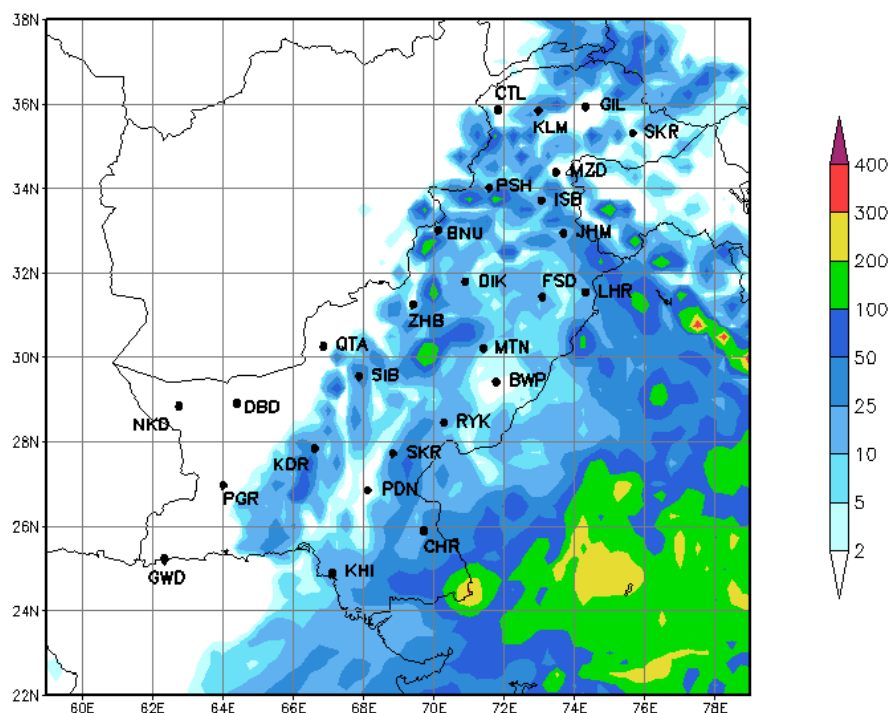 38N
36N
34N
32N
30N
28N
26N
24N
22N
60E 62E 64E 66E 68E 70E 72E 74E 76E 78E
CTL
GIL
KLM
SKR
MZD
PSH
ISB
BNU
JHM
DIK
FSD
LHR
ZHB
QTA
MTN
SIB
BWP
DBD
NKD
RYK
SKR
KDR
PDN
PGR
CHR
KHI
GWD
400
300
200
100
50
25
10
5
2